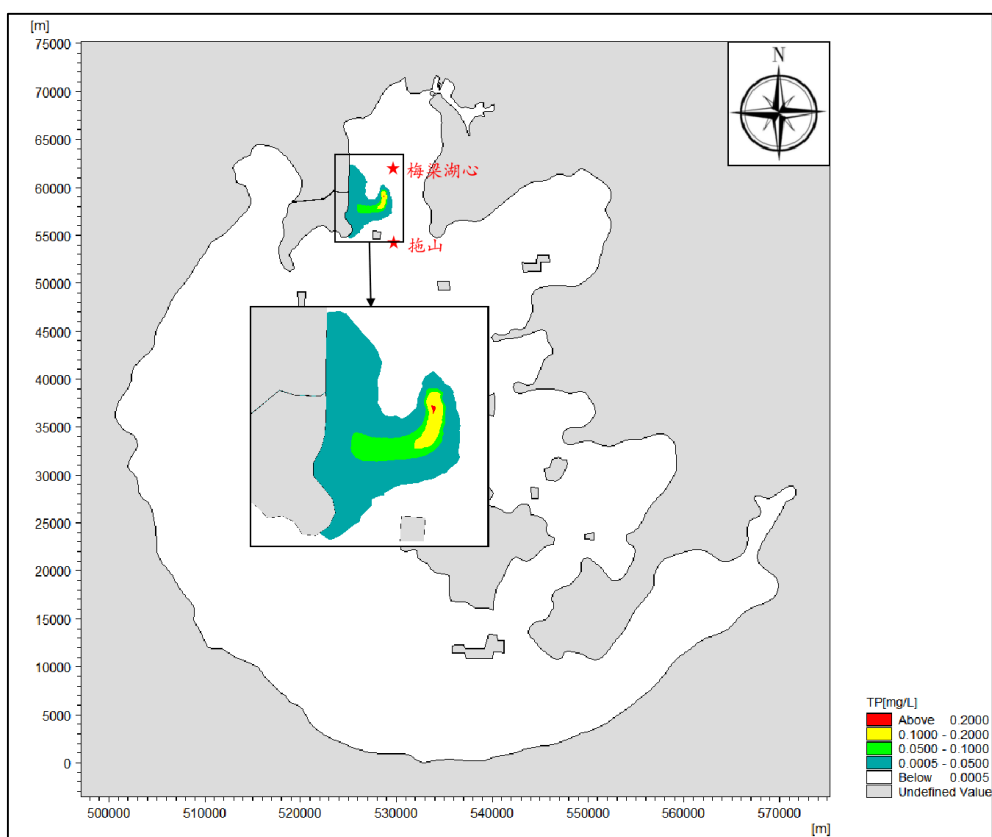 [m]
75000
70000
65000
60000
55000
50000
45000
40000
35000
30000
25000
20000
15000
10000
5000
0
N
梅梁湖心
拖山
500000 510000 520000 530000 540000 550000 560000 570000
[m]
TP[mg/L]
Above 0.2000
0.1000 - 0.2000
0.0500 - 0.1000
0.0005 - 0.0500
Below 0.0005
Undefined Value